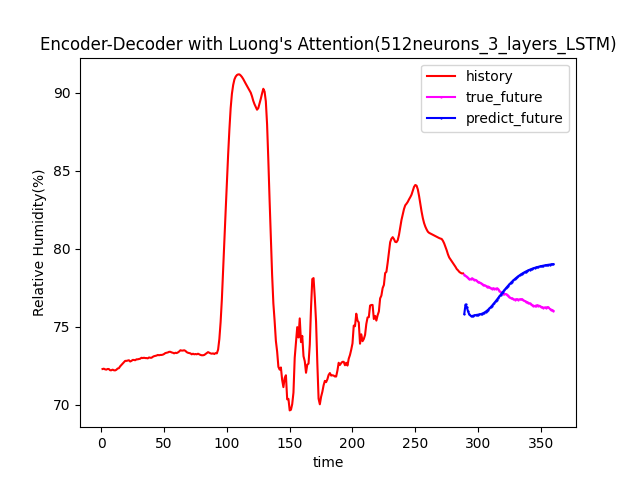 Encoder-Decoder with Luong's Attention(512neurons_3_layers_LSTM)
history
true_future
predict_future
Relative Humidity(%)
90
85
80
75
70
0 50 100 150 200 250 300 350
time